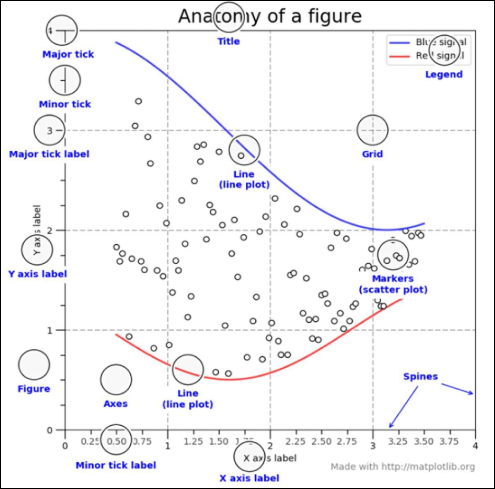 Anatomy of a figure
4
Title
Blue signal
Red signal
Legend
Major tick
Minor tick
3
Major tick label
Grid
Line
(line plot)
Y axis label
2
Y axis label
Markers
(scatter plot)
1
Figure
Axes
Line
(line plot)
Spines
0
0 0.25 0.50 0.75 1 1.25 1.50 1.75 2 2.25 2.50 2.75 3 3.25 3.50 4
Minor tick label
X axis label
X axis label
Made with http://matplotlib.org